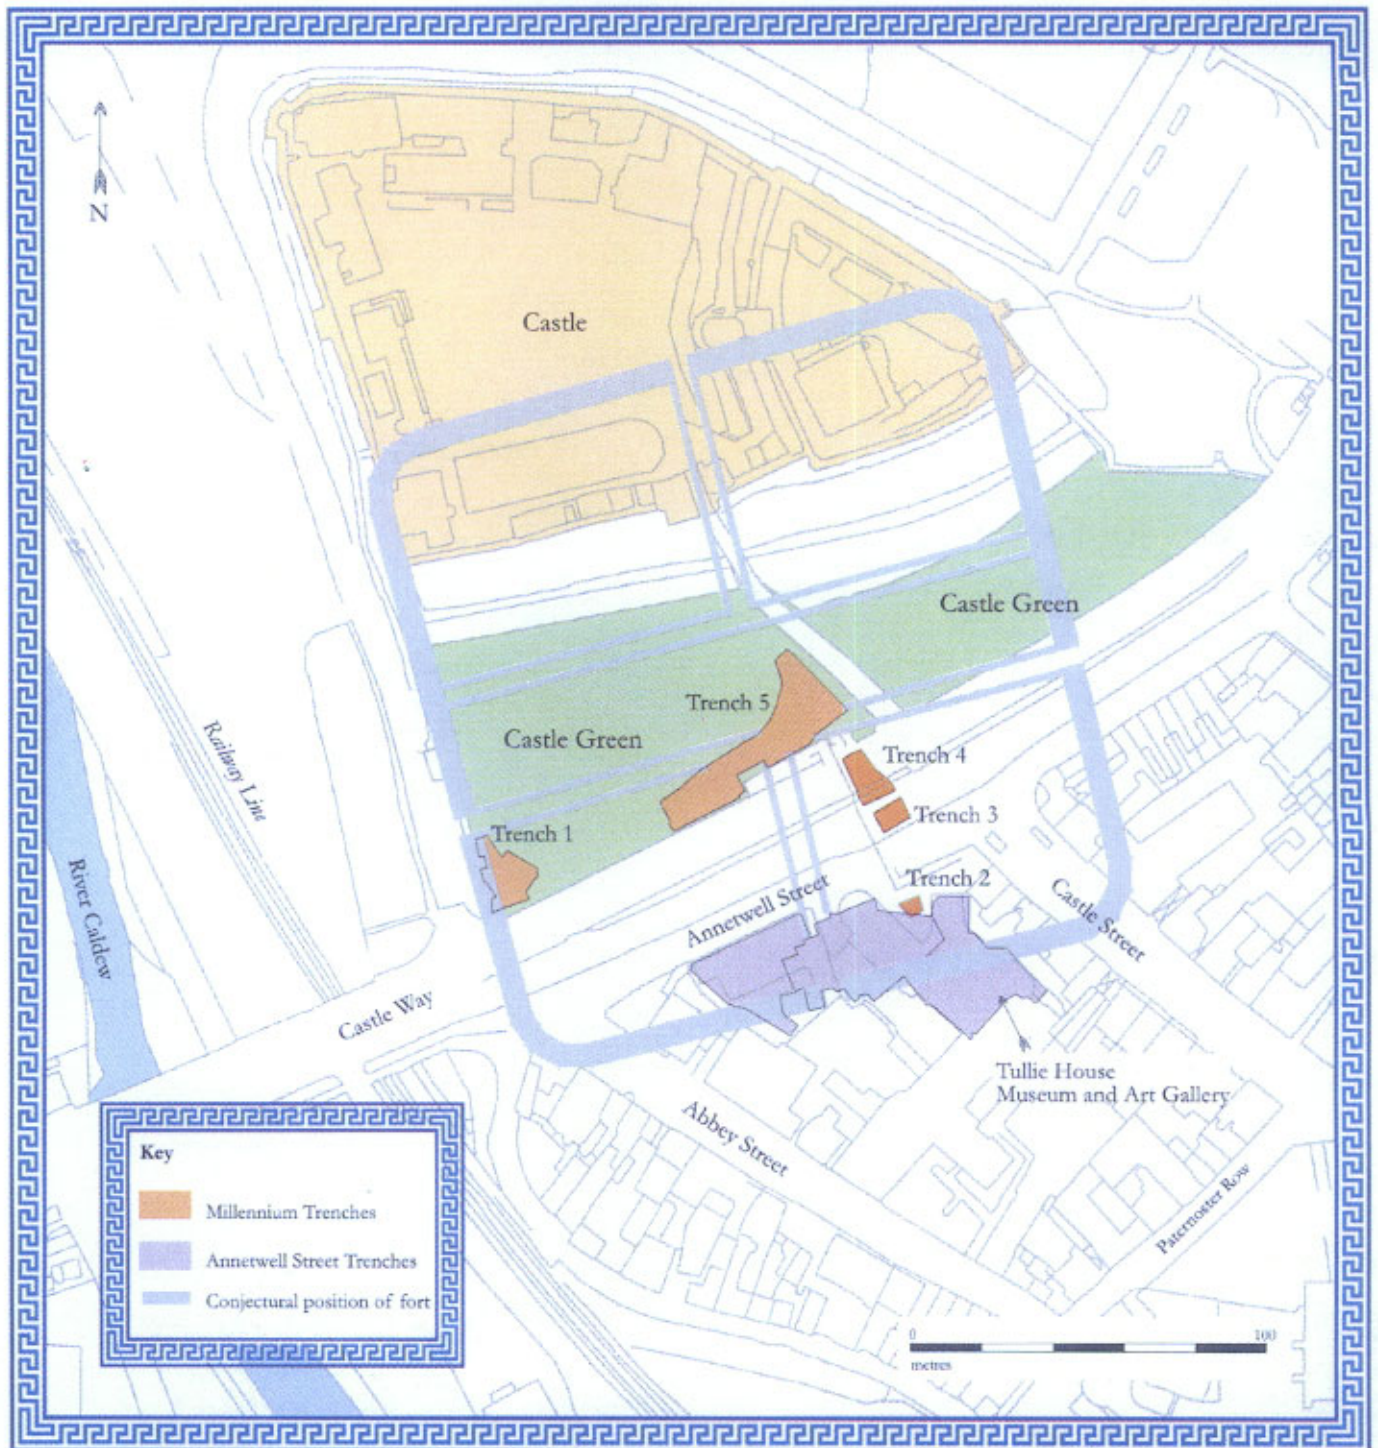 N
Castle
Castle Green
Trench 5
Castle Green
Trench 4
Trench 3
Trench 1
Trench 2
Railway Line
River Caldew
Annetwell Street
Castle Street
Castle Way
Tullie House
Museum and Art Gallery
Abbey Street
Paternoster Row
Key
Millennium Trenches
Annetwell Street Trenches
Conjectural position of fort
0 100
metres